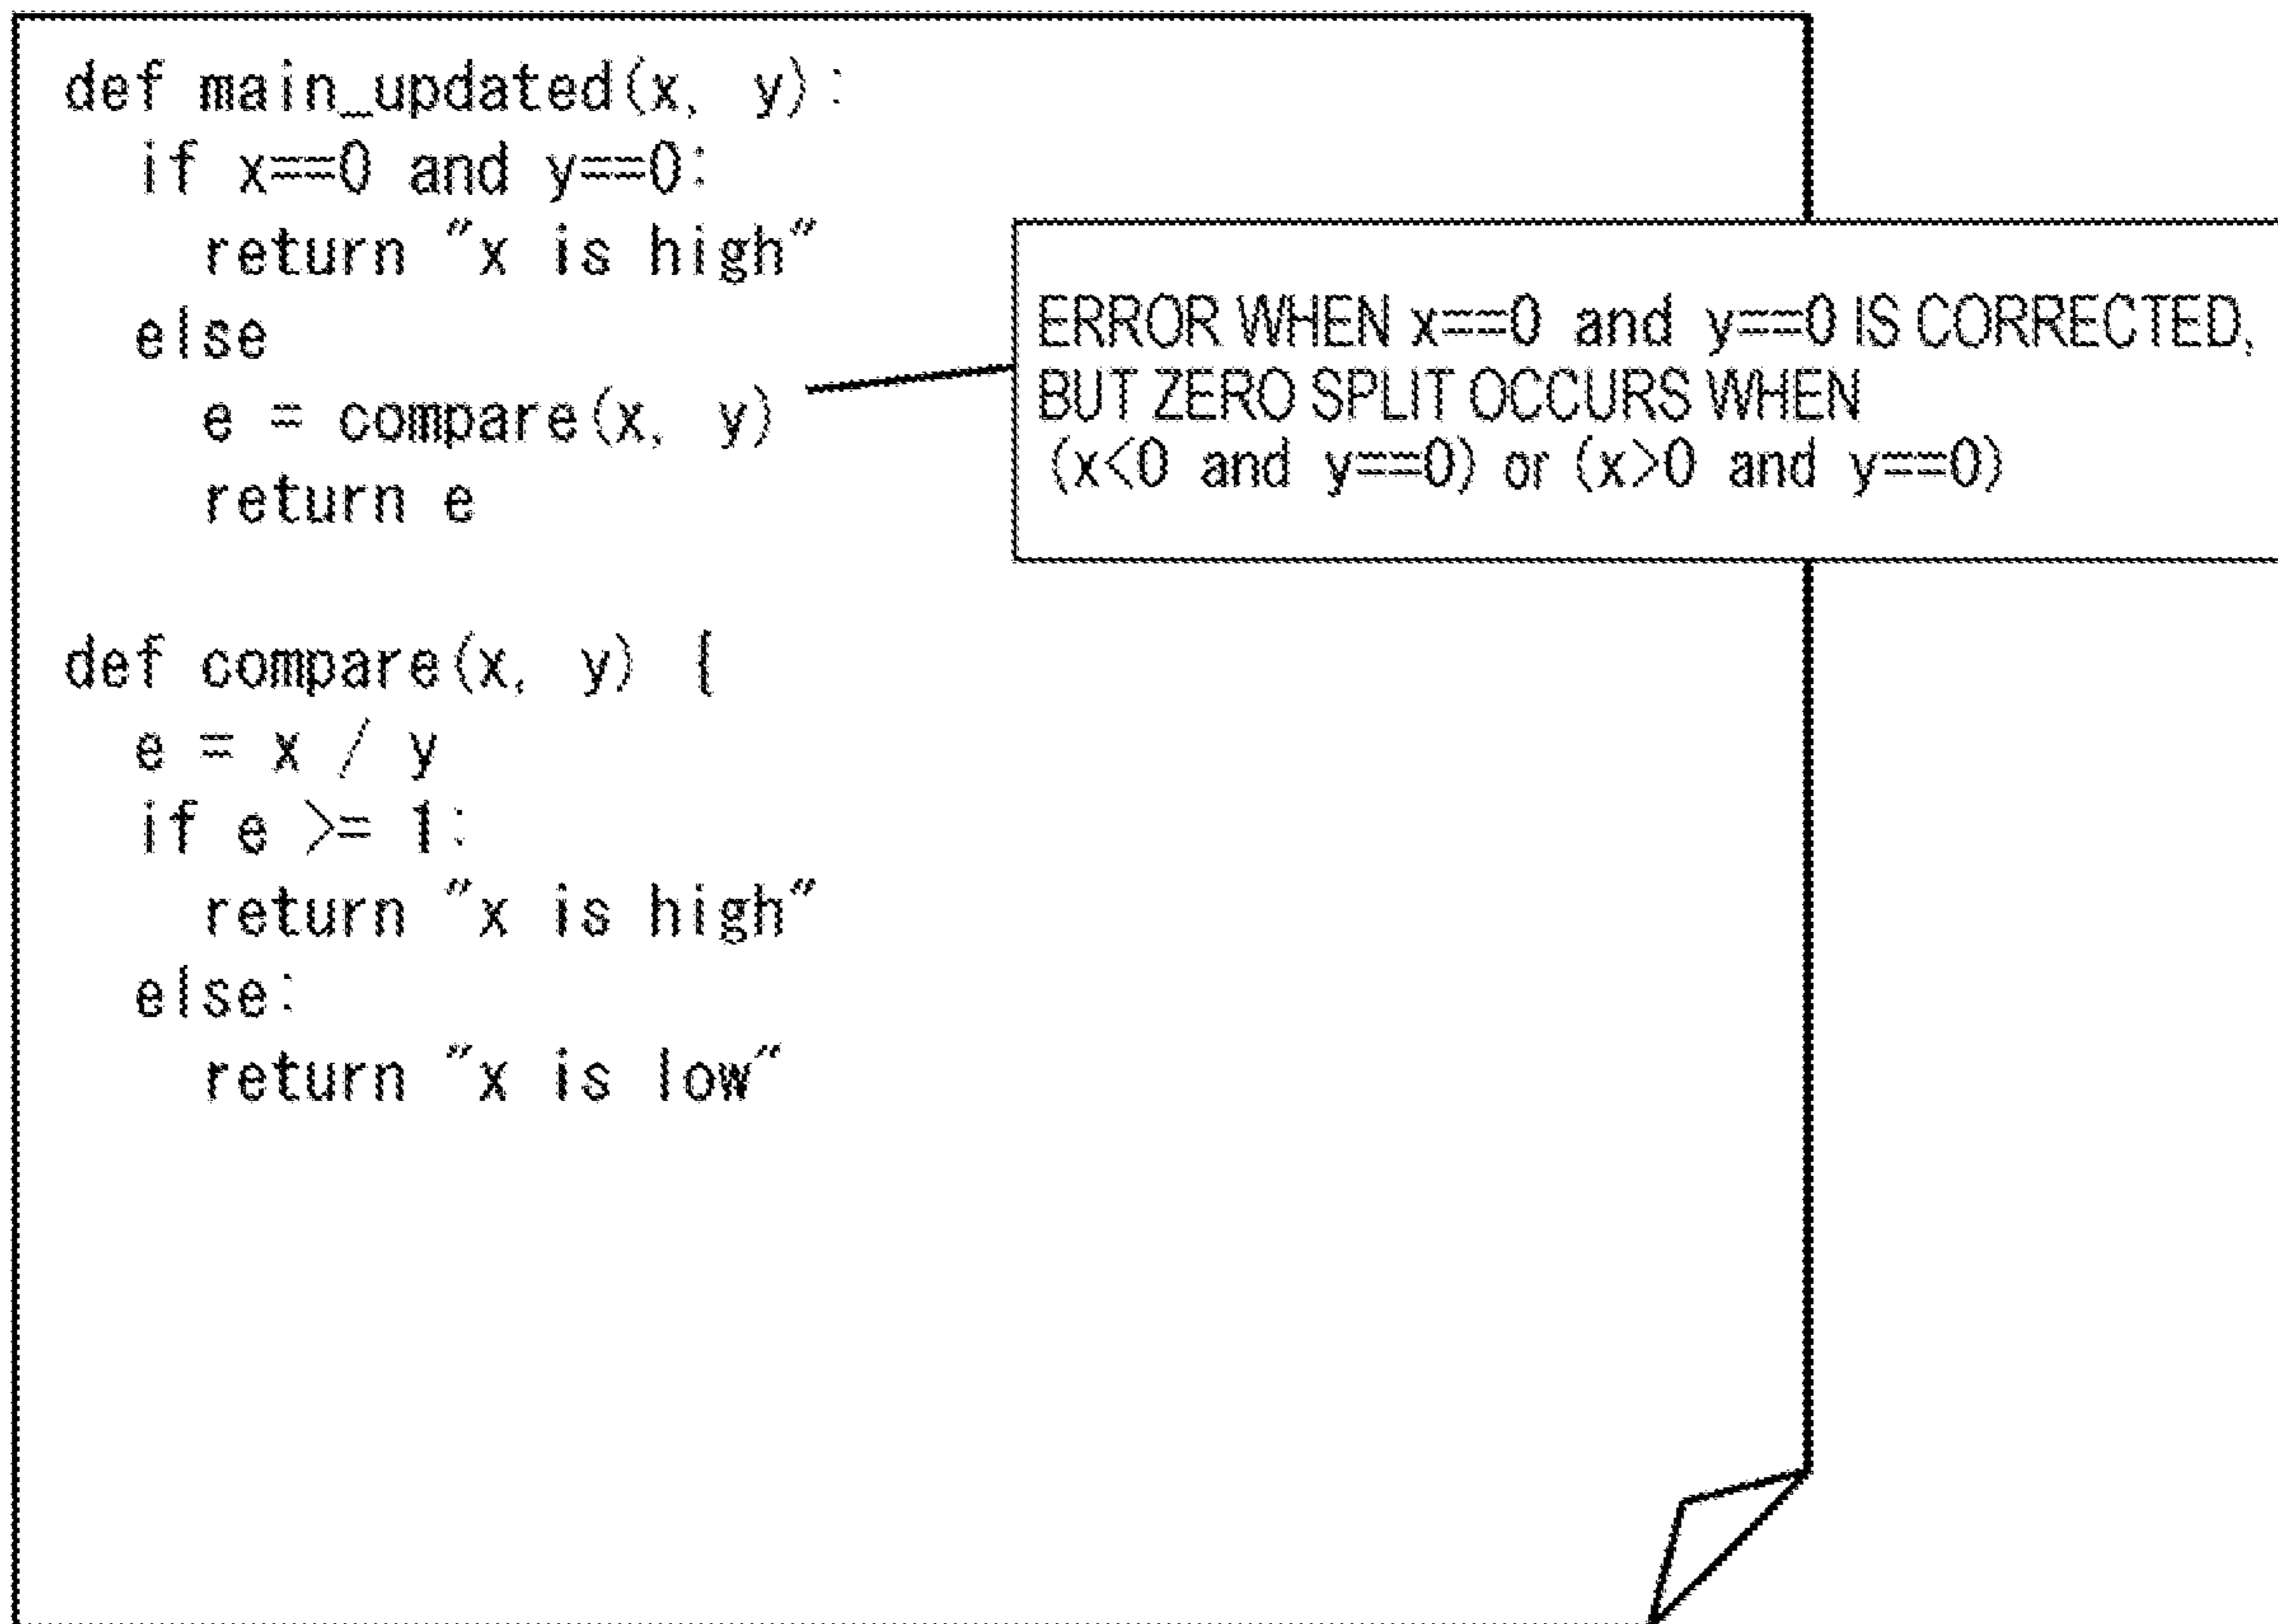 def main_updated(x, y):
if x==0 and y==0:
return "x is high"
else
e = compare(x, y)
return e
ERROR WHEN x==0 and y==0 IS CORRECTED,
BUT ZERO SPLIT OCCURS WHEN
(x<0 and y==0) or (x>0 and y==0)
def compare(x, y) {
e = x / y
if e >= 1:
return "x is high"
else:
return "x is low"